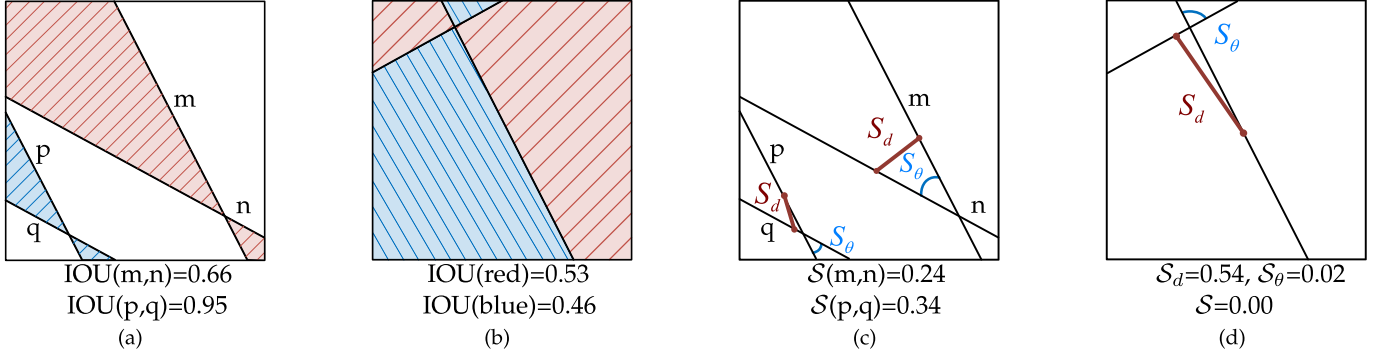 m
p
n
q
IOU(m,n)=0.66
IOU(p,q)=0.95
(a)
IOU(red)=0.53
IOU(blue)=0.46
(b)
m
S_d
p
S_θ
S_d
n
q
S_θ
𝒮(m,n)=0.24
𝒮(p,q)=0.34
(c)
S_θ
S_d
𝒮_d=0.54, 𝒮_θ=0.02
𝒮=0.00
(d)